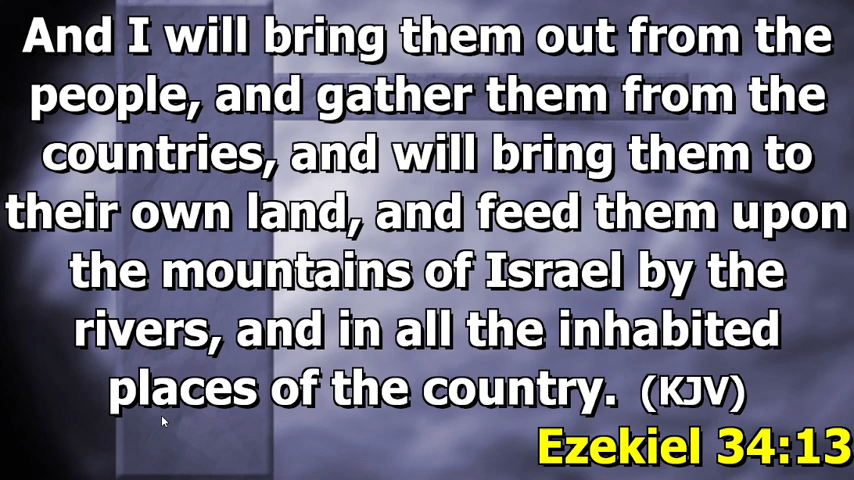 And I will bring them out from the
people, and gather them from the
countries, and will bring them to
their own land, and feed them upon
the mountains of Israel by the
rivers, and in all the inhabited
places of the country. (KJV)
Ezekiel 34:13